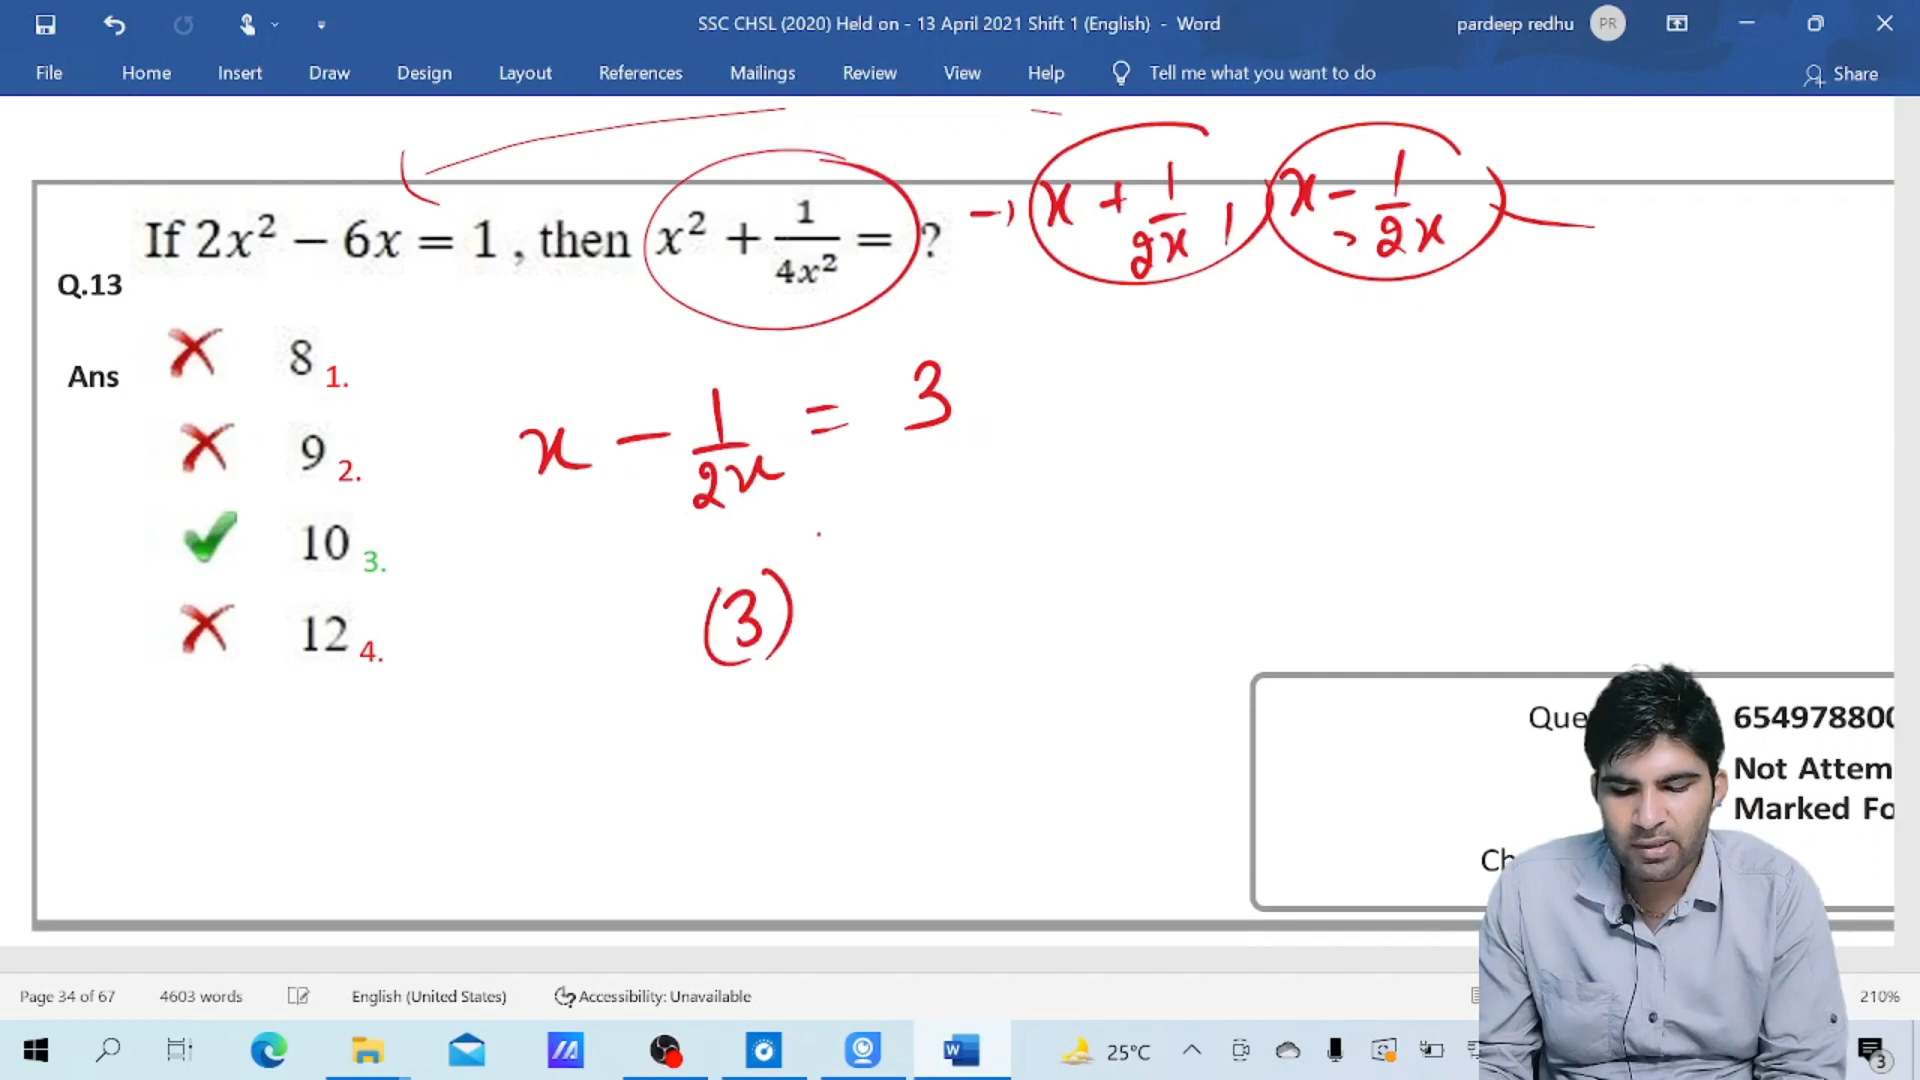 SSC CHSL (2020) Held on - 13 April 2021 Shift 1 (English) - Word
pardeep redhu PR
File Home Insert Draw Design Layout References Mailings Review View Help Tell me what you want to do Share
→ x + 1/2x , x - 1/2x
Q.13 If 2x² − 6x = 1 , then x² + 1/4x² = ?
Ans 8 1.
9 2.
10 3.
12 4.
x − 1/2x = 3
(3)
654978800
Not Attem
Marked Fo
Page 34 of 67 4603 words English (United States) Accessibility: Unavailable 210%
W 25°C 3